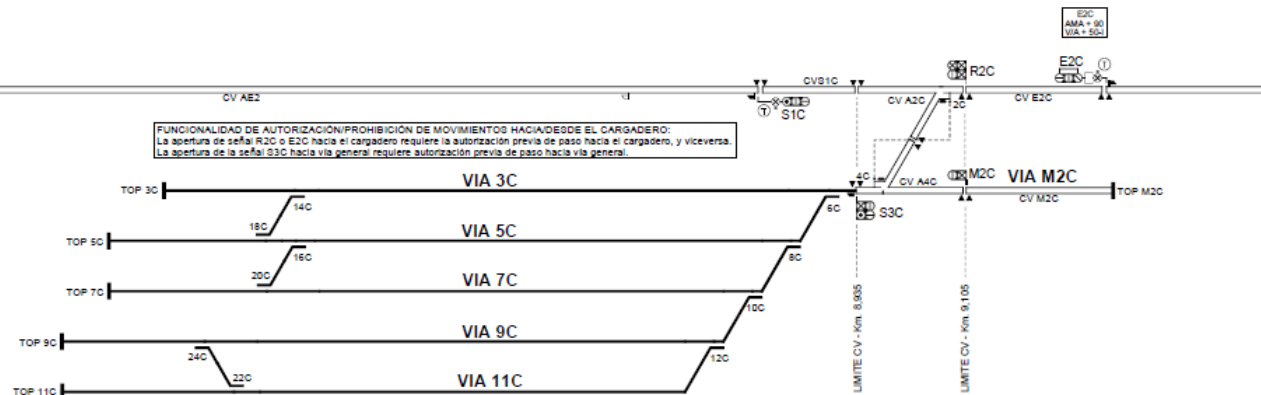 E2C
AMA + 90
V/A + 50-I
E2C
T
R2C
CVS1C
CV AE2
CV A2C
2C
CV E2C
T
S1C
FUNCIONALIDAD DE AUTORIZACIÓN/PROHIBICIÓN DE MOVIMIENTOS HACIA/DESDE EL CARGADERO:
La apertura de señal R2C o E2C hacia el cargadero requiere la autorización previa de paso hacia el cargadero, y viceversa.
La apertura de la señal S3C hacia vía general requiere autorización previa de paso hacia vía general.
TOP 3C
VIA 3C
4C
CV A4C
M2C
VIA M2C
CV M2C
TOP M2C
14C
6C
S3C
18C
TOP 5C
VIA 5C
16C
8C
20C
TOP 7C
VIA 7C
10C
TOP 9C
VIA 9C
24C
12C
22C
TOP 11C
VIA 11C
LIMITE CV - Km. 8,935
LIMITE CV - Km. 9,105